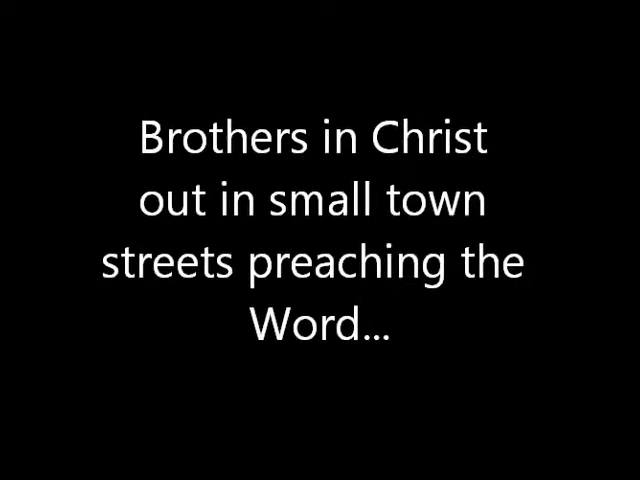 Brothers in Christ
out in small town
streets preaching the
Word...